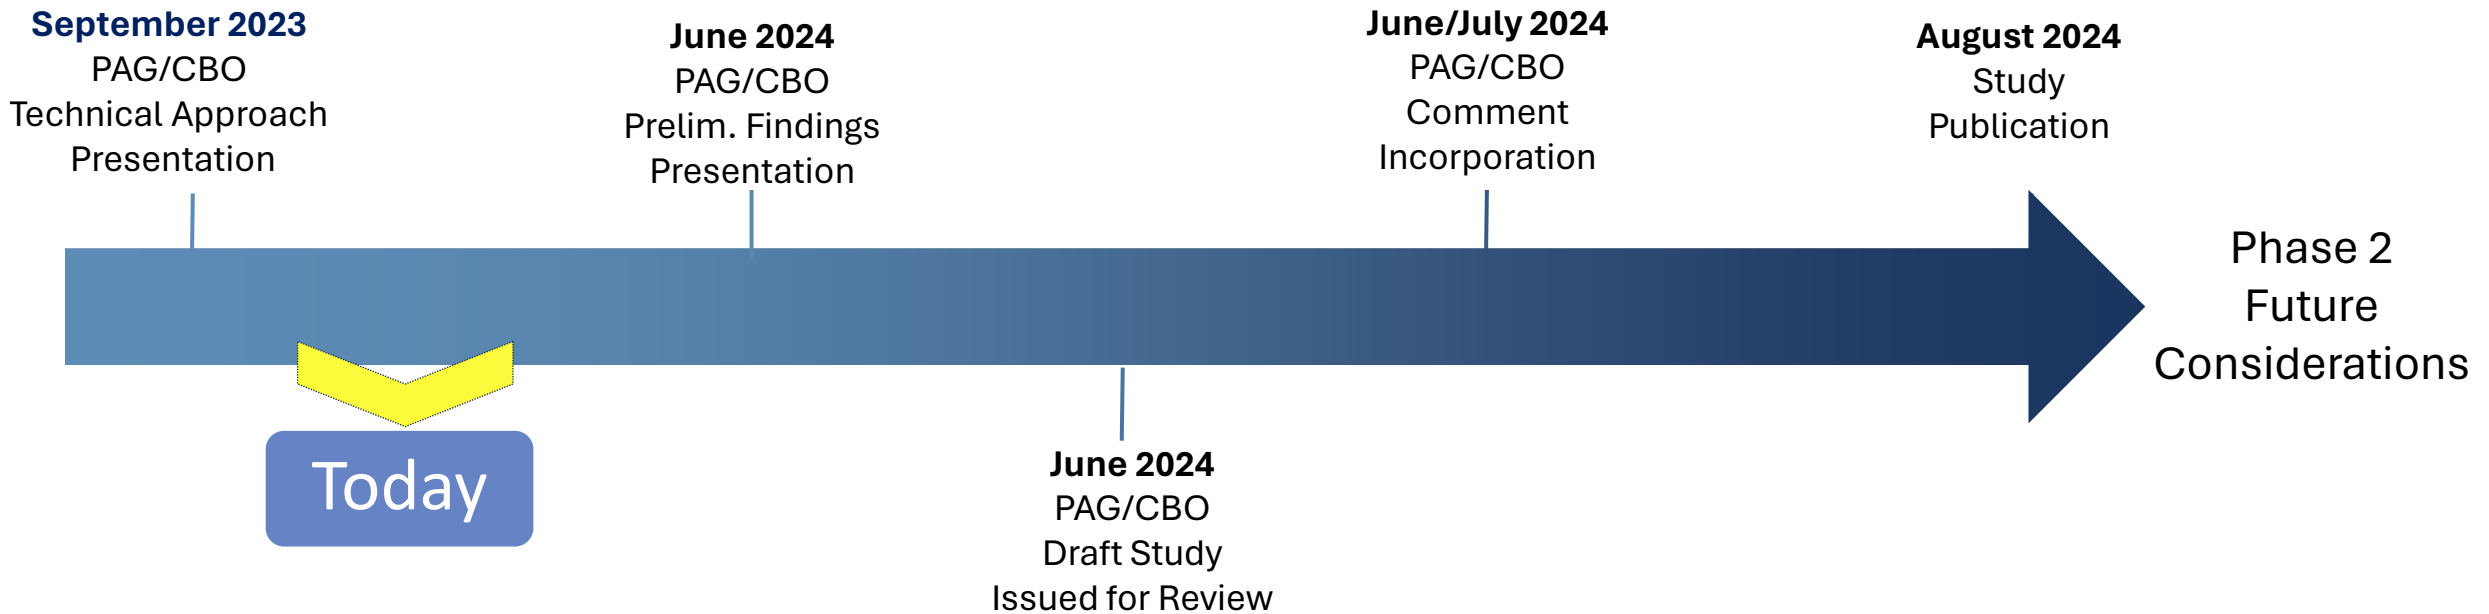 September 2023
PAG/CBO
Technical Approach
Presentation
June 2024
PAG/CBO
Prelim. Findings
Presentation
June/July 2024
PAG/CBO
Comment
Incorporation
August 2024
Study
Publication
Phase 2
Future
Considerations
Today
June 2024
PAG/CBO
Draft Study
Issued for Review